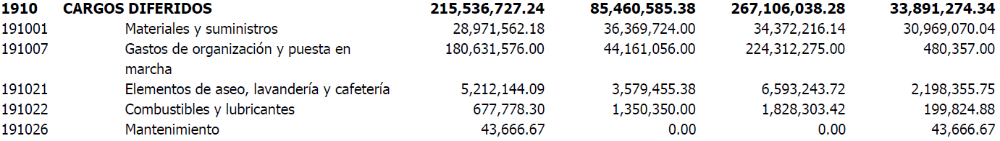 1910 CARGOS DIFERIDOS 215,536,727.24 85,460,585.38 267,106,038.28 33,891,274.34
191001 Materiales y suministros 28,971,562.18 36,369,724.00 34,372,216.14 30,969,070.04
191007 Gastos de organización y puesta en 180,631,576.00 44,161,056.00 224,312,275.00 480,357.00
marcha
191021 Elementos de aseo, lavandería y cafetería 5,212,144.09 3,579,455.38 6,593,243.72 2,198,355.75
191022 Combustibles y lubricantes 677,778.30 1,350,350.00 1,828,303.42 199,824.88
191026 Mantenimiento 43,666.67 0.00 0.00 43,666.67